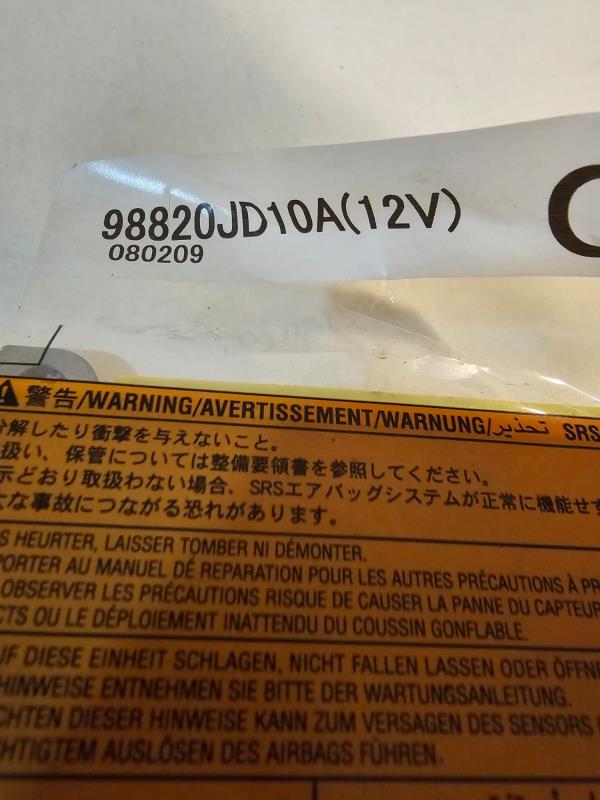 98820JD10A(12V)
080209
警告/WARNING/AVERTISSEMENT/WARNUNG/تحذير SRS
分解したり衝撃を与えないこと。
扱い、保管については整備要領書を参照してください。
示どおり取扱わない場合、SRSエアバッグシステムが正常に機能せず
大な事故につながる恐れがあります。
S HEURTER, LAISSER TOMBER NI DÉMONTER.
PORTER AU MANUEL DE REPARATION POUR LES AUTRES PRÉCAUTIONS À PR
OBSERVER LES PRÉCAUTIONS RISQUE DE CAUSER LA PANNE DU CAPTEUR
CTS OU LE DÉPLOIEMENT INATTENDU DU COUSSIN GONFLABLE.
UF DIESE EINHEIT SCHLAGEN, NICHT FALLEN LASSEN ODER ÖFFNE
HINWEISE ENTNEHMEN SIE BITTE DER WARTUNGSANLEITUNG.
CHTEN DIESER HINWEISE KANN ZUM VERSAGEN DES SENSORS
CHTIGTEM AUSLÖSEN DES AIRBAGS FÜHREN.